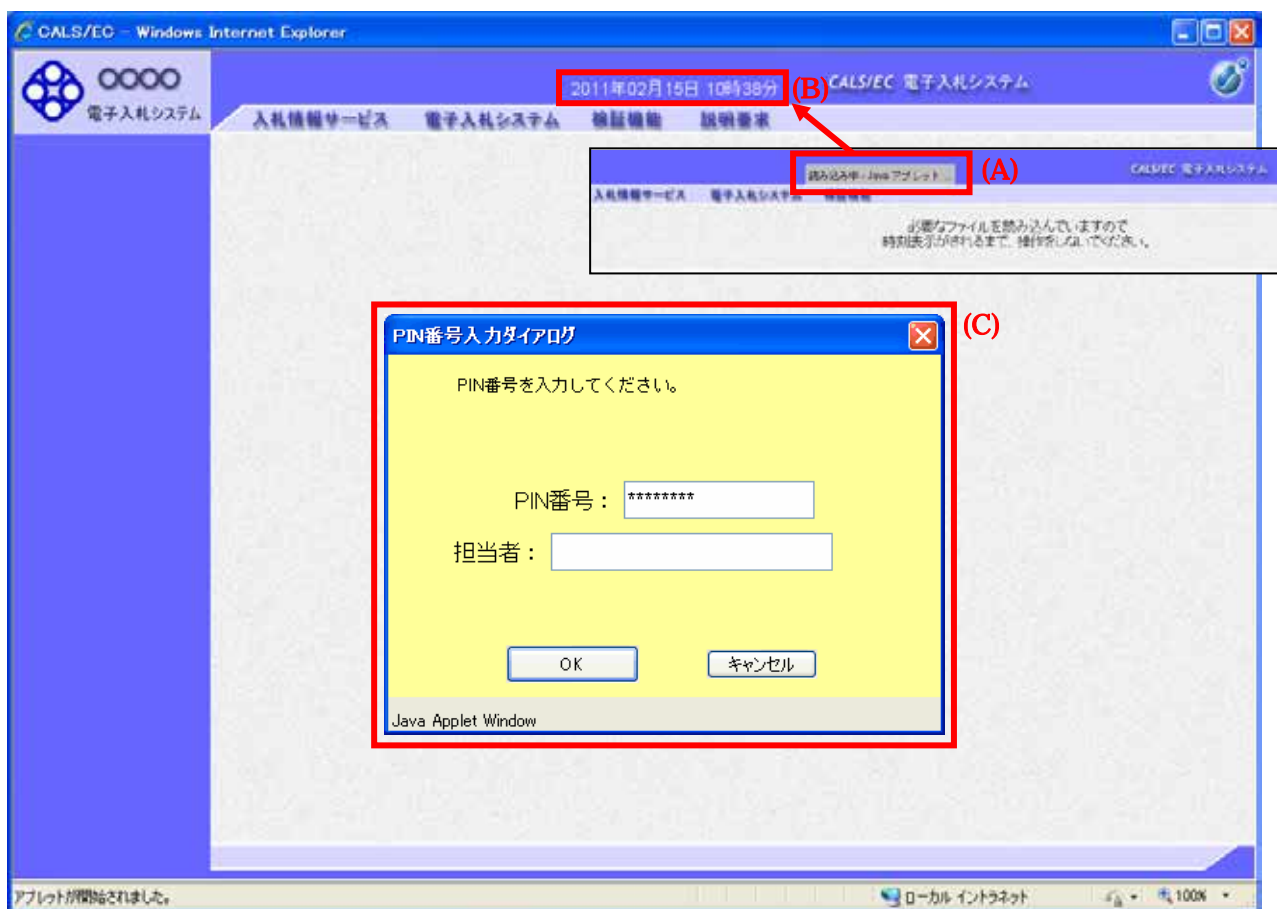 CALS/EC - Windows Internet Explorer
OOOO
電子入札システム
2011年02月15日 10時38分
(B)
CALS/EC 電子入札システム
入札情報サービス 電子入札システム 検証機能 説明要求
読み込み中 - Java アプレット ...
(A)
CALS/EC 電子入札システム
入札情報サービス 電子入札システム 検証機能
必要なファイルを読み込んでいますので
時刻表示がされるまで、操作をしないでください。
(C)
PIN番号入力ダイアログ
PIN番号を入力してください。
PIN番号： ********
担当者：
OK キャンセル
Java Applet Window
アプレットが開始されました。 ローカル イントラネット 100%